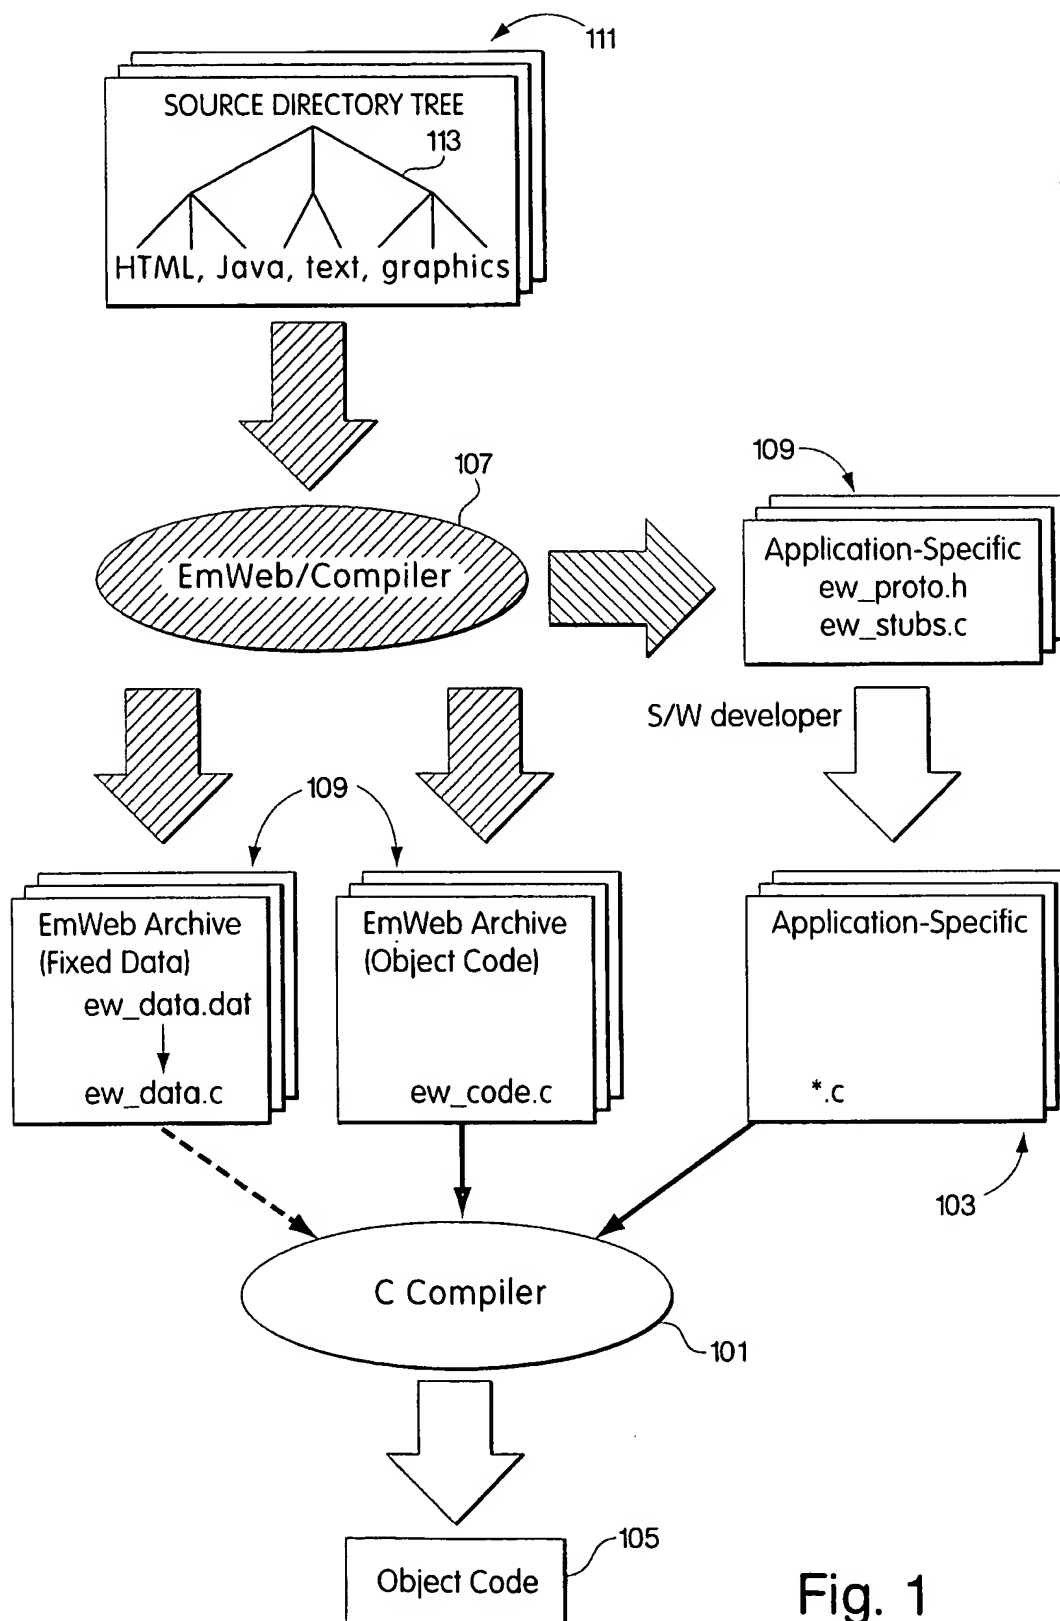 111
SOURCE DIRECTORY TREE
113
HTML, Java, text, graphics
107
109
EmWeb/Compiler
Application-Specific
ew_proto.h
ew_stubs.c
S/W developer
109
EmWeb Archive
(Fixed Data)
ew_data.dat
ew_data.c
EmWeb Archive
(Object Code)
ew_code.c
Application-Specific
*.c
103
C Compiler
101
105
Object Code
Fig. 1